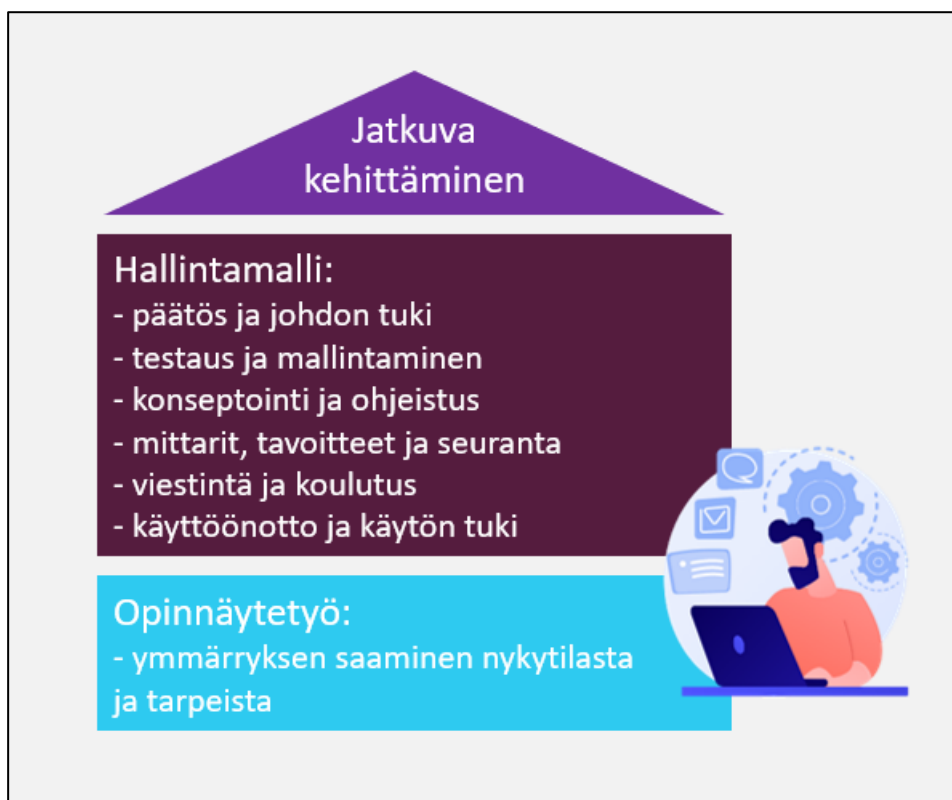 Jatkuva
kehittäminen
Hallintamalli:
- päätös ja johdon tuki
- testaus ja mallintaminen
- konseptointi ja ohjeistus
- mittarit, tavoitteet ja seuranta
- viestintä ja koulutus
- käyttöönotto ja käytön tuki
Opinnäytetyö:
- ymmärryksen saaminen nykytilasta
ja tarpeista